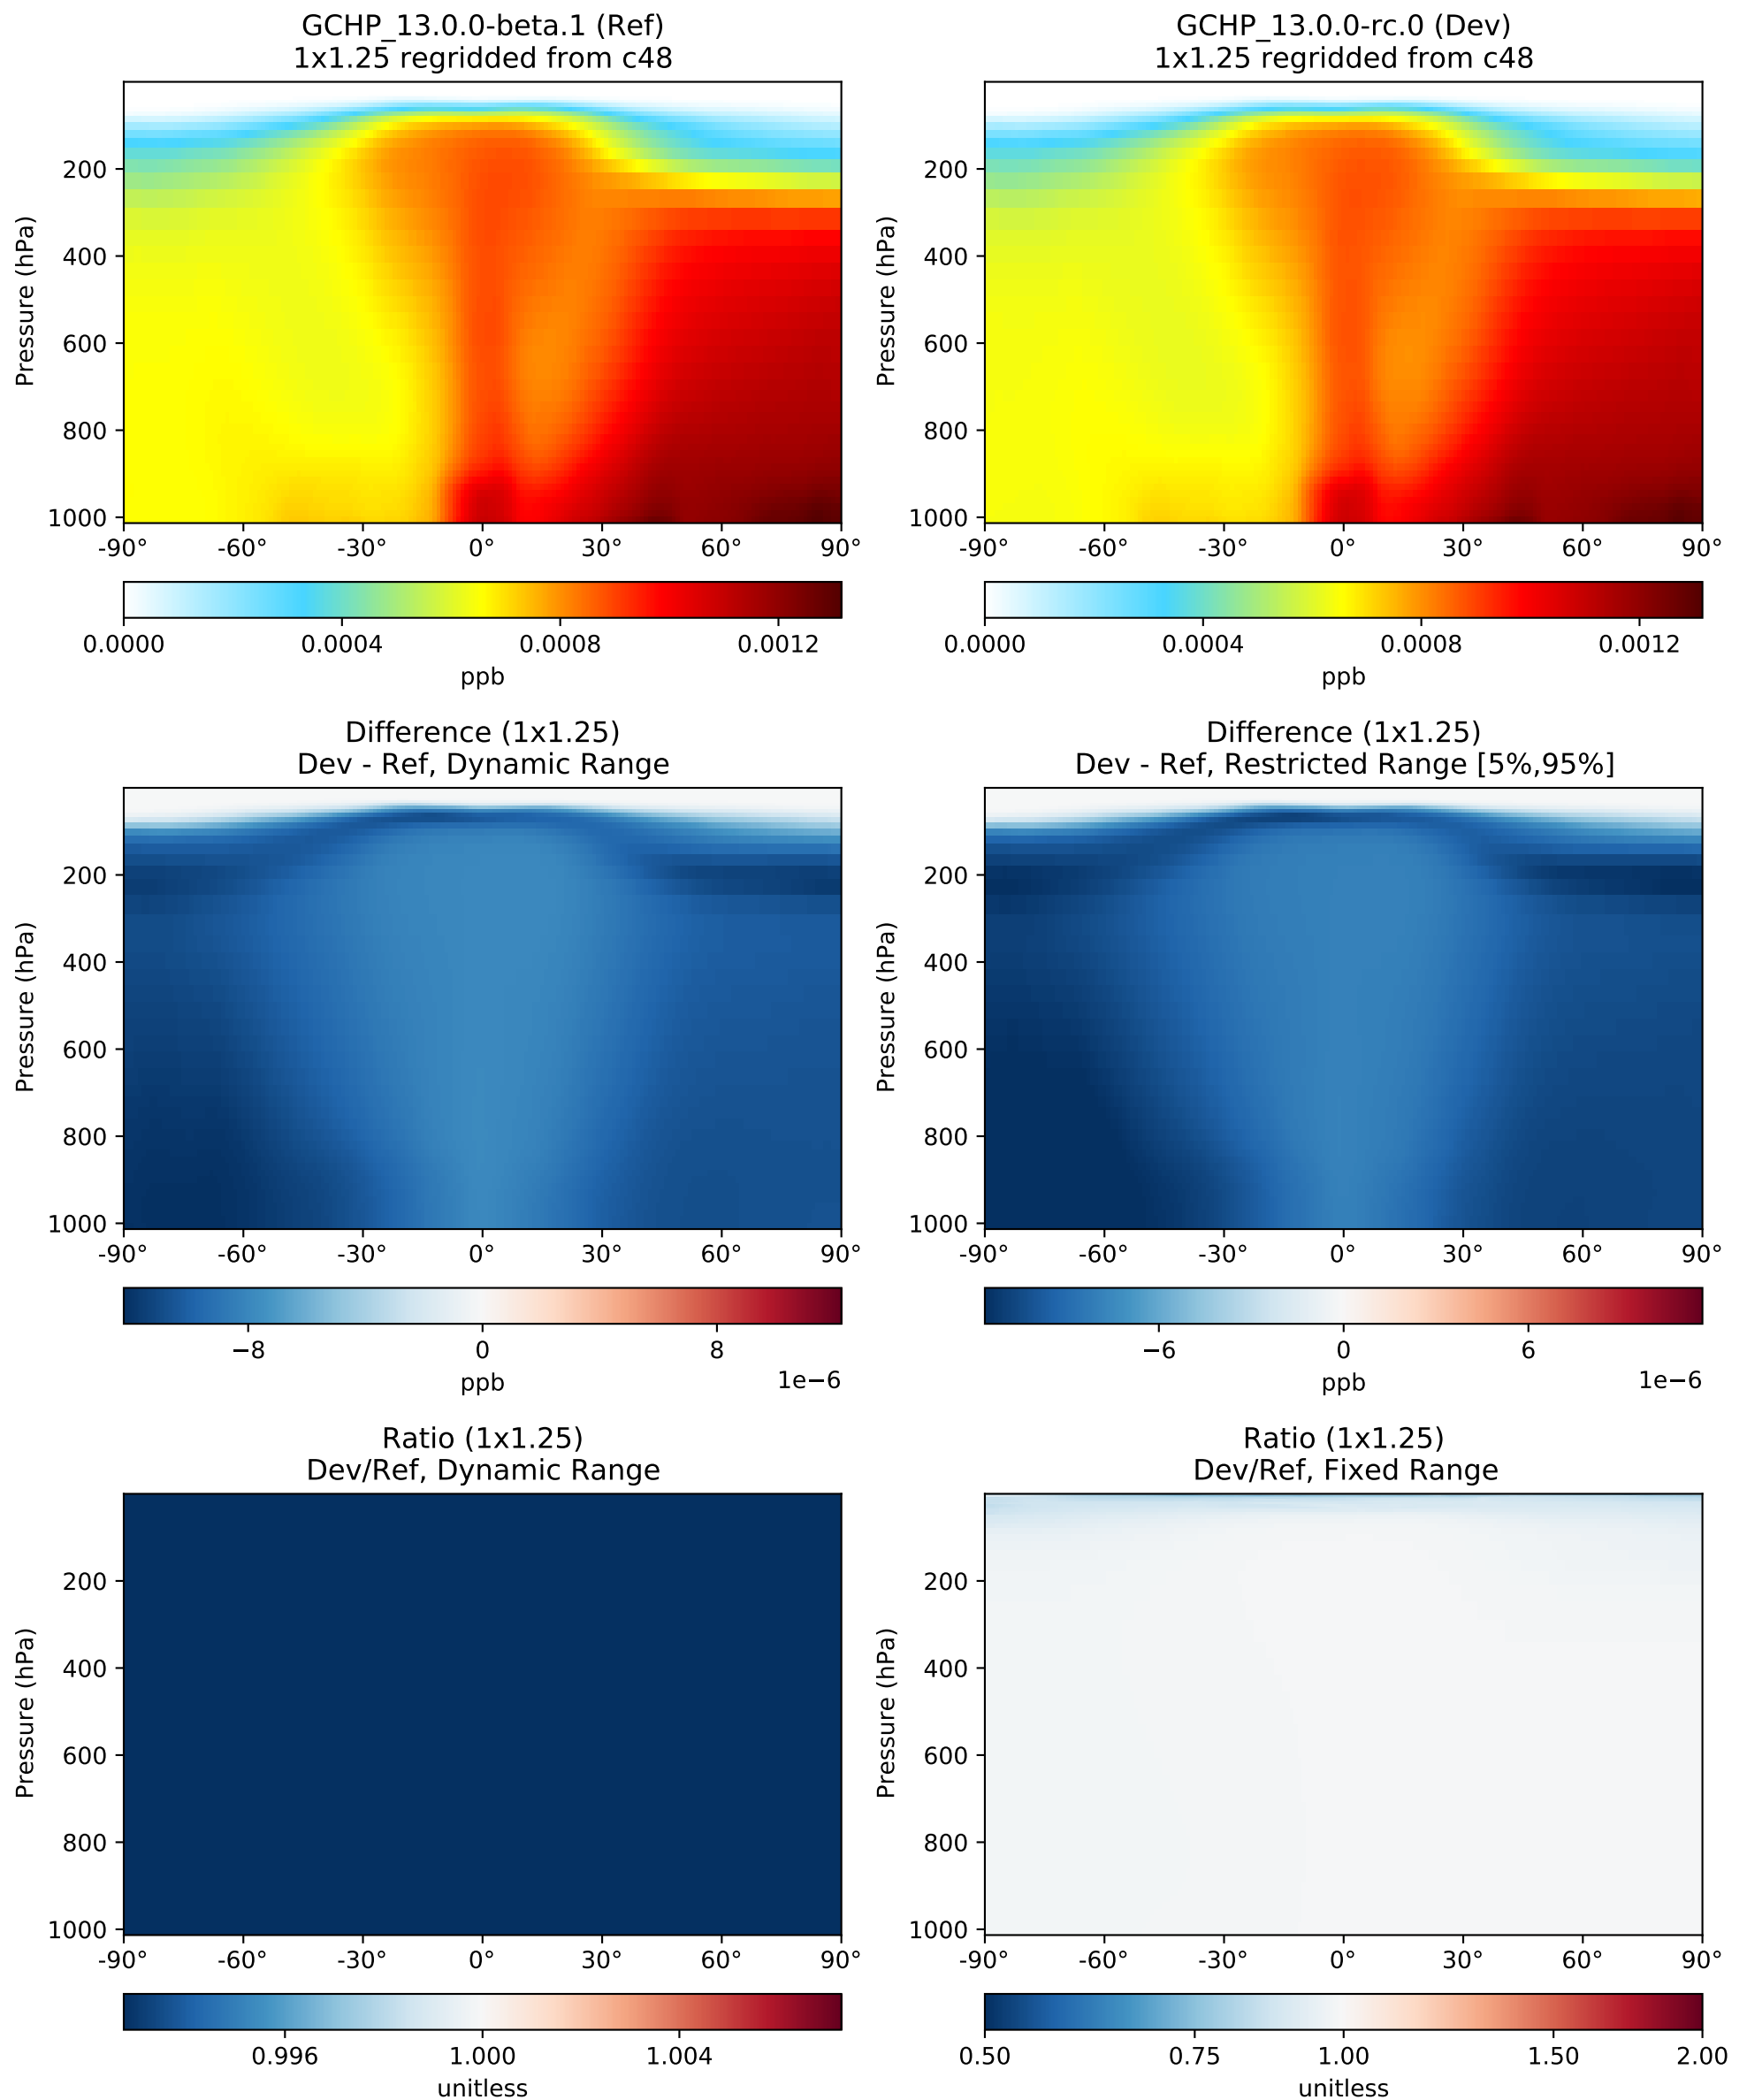 GCHP_13.0.0-beta.1 (Ref)
1x1.25 regridded from c48
Pressure (hPa)
200
400
600
800
1000
-90° -60° -30° 0° 30° 60° 90°
0.0000 0.0004 0.0008 0.0012
ppb
GCHP_13.0.0-rc.0 (Dev)
1x1.25 regridded from c48
Pressure (hPa)
200
400
600
800
1000
-90° -60° -30° 0° 30° 60° 90°
0.0000 0.0004 0.0008 0.0012
ppb
Difference (1x1.25)
Dev - Ref, Dynamic Range
Pressure (hPa)
200
400
600
800
1000
-90° -60° -30° 0° 30° 60° 90°
−8 0 8
ppb
1e−6
Difference (1x1.25)
Dev - Ref, Restricted Range [5%,95%]
Pressure (hPa)
200
400
600
800
1000
-90° -60° -30° 0° 30° 60° 90°
−6 0 6
ppb
1e−6
Ratio (1x1.25)
Dev/Ref, Dynamic Range
Pressure (hPa)
200
400
600
800
1000
-90° -60° -30° 0° 30° 60° 90°
0.996 1.000 1.004
unitless
Ratio (1x1.25)
Dev/Ref, Fixed Range
Pressure (hPa)
200
400
600
800
1000
-90° -60° -30° 0° 30° 60° 90°
0.50 0.75 1.00 1.50 2.00
unitless